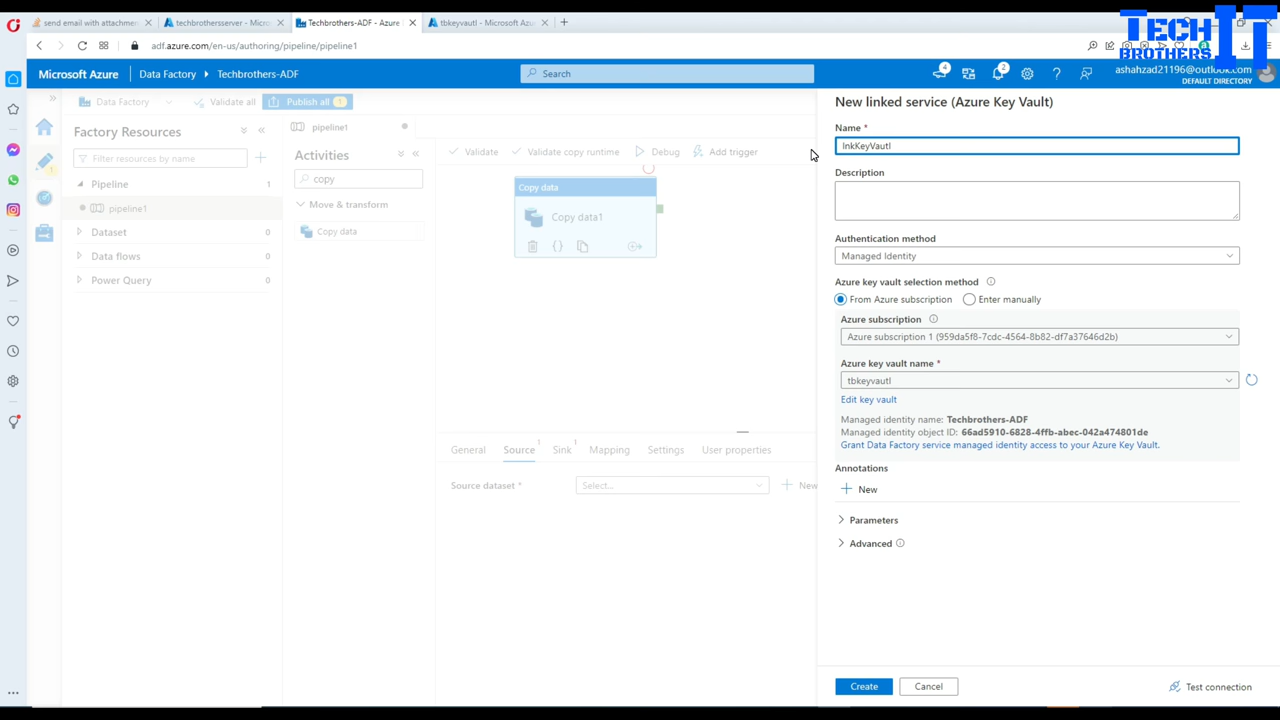 send email with attachment
techbrothersserver - Micros
Techbrothers-ADF - Azure
tbkeyvautl - Microsoft Azu
adf.azure.com/en-us/authoring/pipeline/pipeline1
TECH IT
BROTHERS
Microsoft Azure
Data Factory
Techbrothers-ADF
Search
4
2
ashahzad21196@outlook.com
DEFAULT DIRECTORY
Data Factory
Validate all
Publish all 1
Factory Resources
Filter resources by name
Pipeline 1
pipeline1
Dataset 0
Data flows 0
Power Query 0
pipeline1
Activities
copy
Move & transform
Copy data
Validate
Validate copy runtime
Debug
Add trigger
Copy data
Copy data1
General
Source 1
Sink 1
Mapping
Settings
User properties
Source dataset *
Select...
New
New linked service (Azure Key Vault)
Name *
lnkKeyVautl
Description
Authentication method
Managed Identity
Azure key vault selection method
From Azure subscription
Enter manually
Azure subscription
Azure subscription 1 (959da5f8-7cdc-4564-8b82-df7a37646d2b)
Azure key vault name *
tbkeyvautl
Edit key vault
Managed identity name: Techbrothers-ADF
Managed identity object ID: 66ad5910-6828-4ffb-abec-042a474801de
Grant Data Factory service managed identity access to your Azure Key Vault.
Annotations
New
Parameters
Advanced
Create
Cancel
Test connection